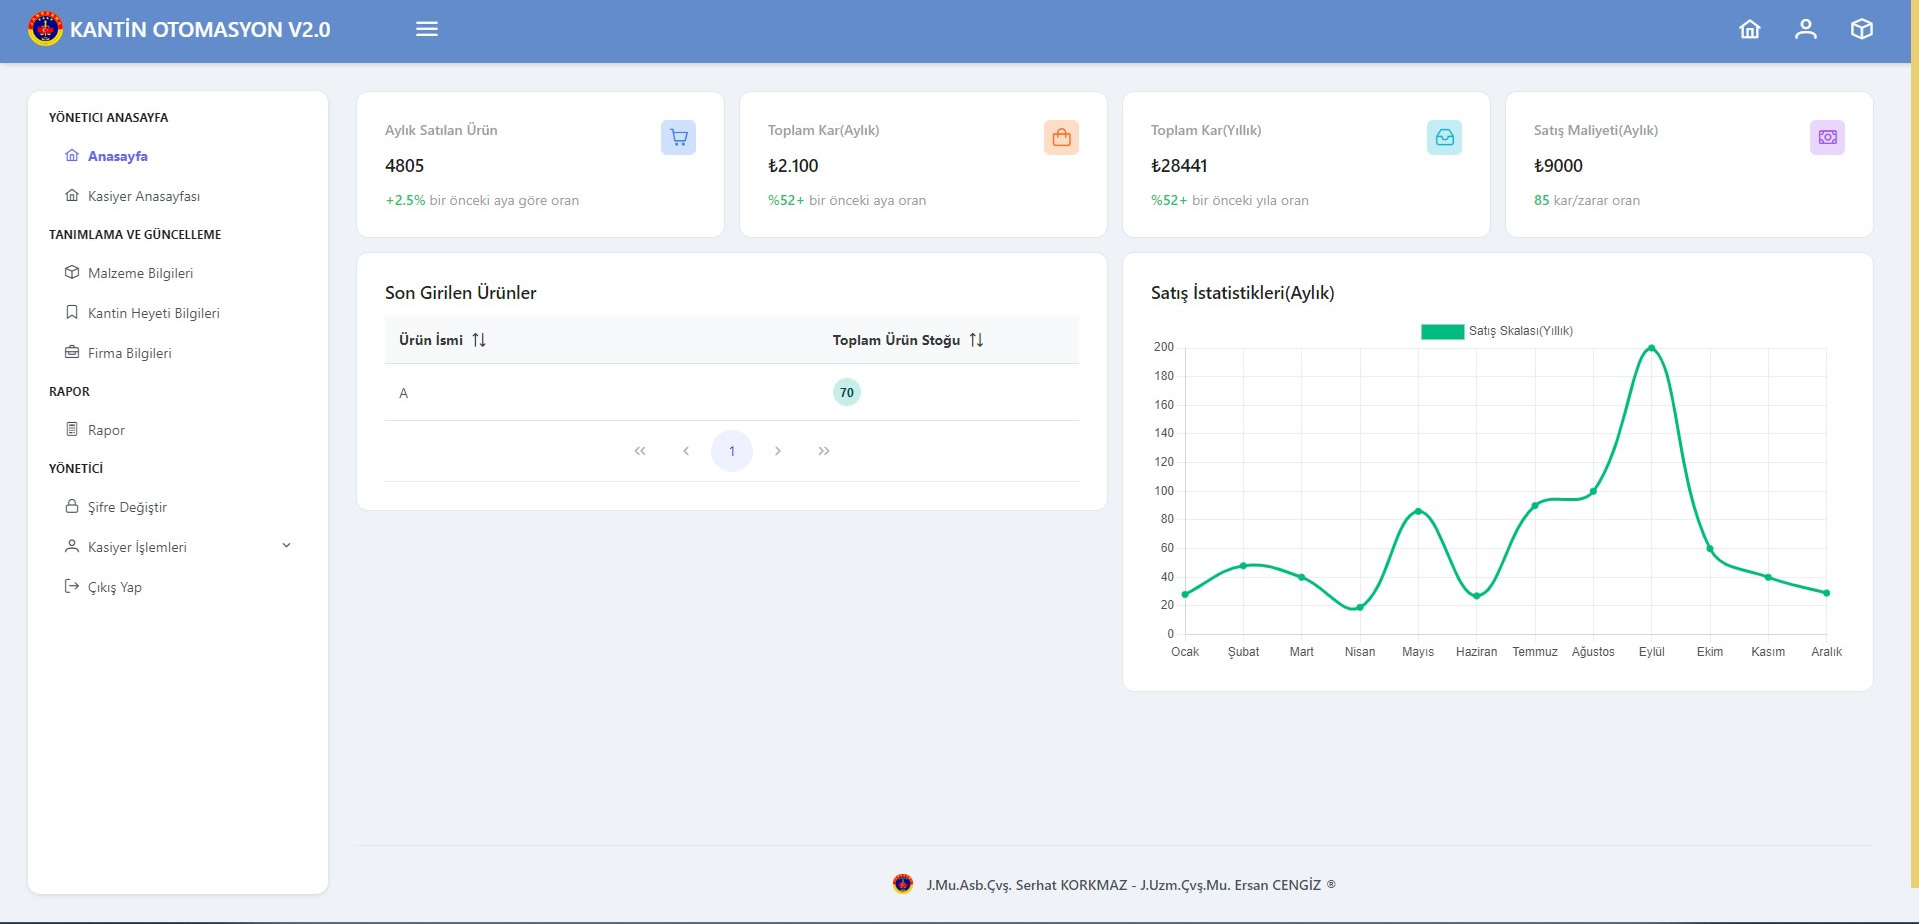 KANTİN OTOMASYON V2.0
YÖNETICI ANASAYFA
Anasayfa
Kasiyer Anasayfası
TANIMLAMA VE GÜNCELLEME
Malzeme Bilgileri
Kantin Heyeti Bilgileri
Firma Bilgileri
RAPOR
Rapor
YÖNETİCİ
Şifre Değiştir
Kasiyer İşlemleri
Çıkış Yap
Aylık Satılan Ürün
4805
+2.5% bir önceki aya göre oran
Toplam Kar(Aylık)
₺2.100
%52+ bir önceki aya oran
Toplam Kar(Yıllık)
₺28441
%52+ bir önceki yıla oran
Satış Maliyeti(Aylık)
₺9000
85 kar/zarar oran
Son Girilen Ürünler
Ürün İsmi Toplam Ürün Stoğu
A 70
1
Satış İstatistikleri(Aylık)
Satış Skalası(Yıllık)
200
180
160
140
120
100
80
60
40
20
0
Ocak Şubat Mart Nisan Mayıs Haziran Temmuz Ağustos Eylül Ekim Kasım Aralık
J.Mu.Asb.Çvş. Serhat KORKMAZ - J.Uzm.Çvş.Mu. Ersan CENGİZ ®